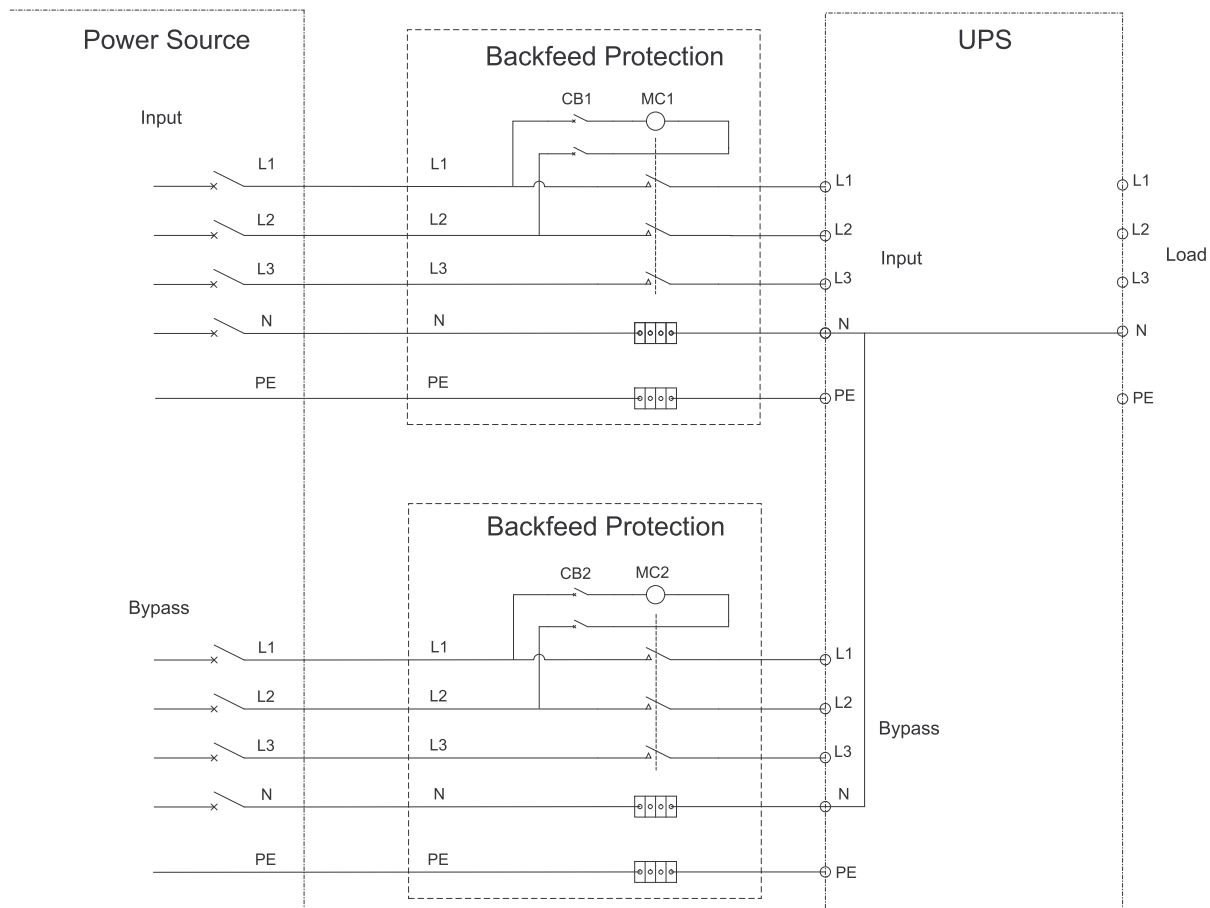 Power Source
Backfeed Protection
UPS
CB1 MC1
Input
L1 L1 L1 L1
L2 L2 L2 L2
Input Load
L3 L3 L3 L3
N N N N
PE PE PE PE
Backfeed Protection
CB2 MC2
Bypass
L1 L1 L1
L2 L2 L2
Bypass
L3 L3 L3
N N N
PE PE PE